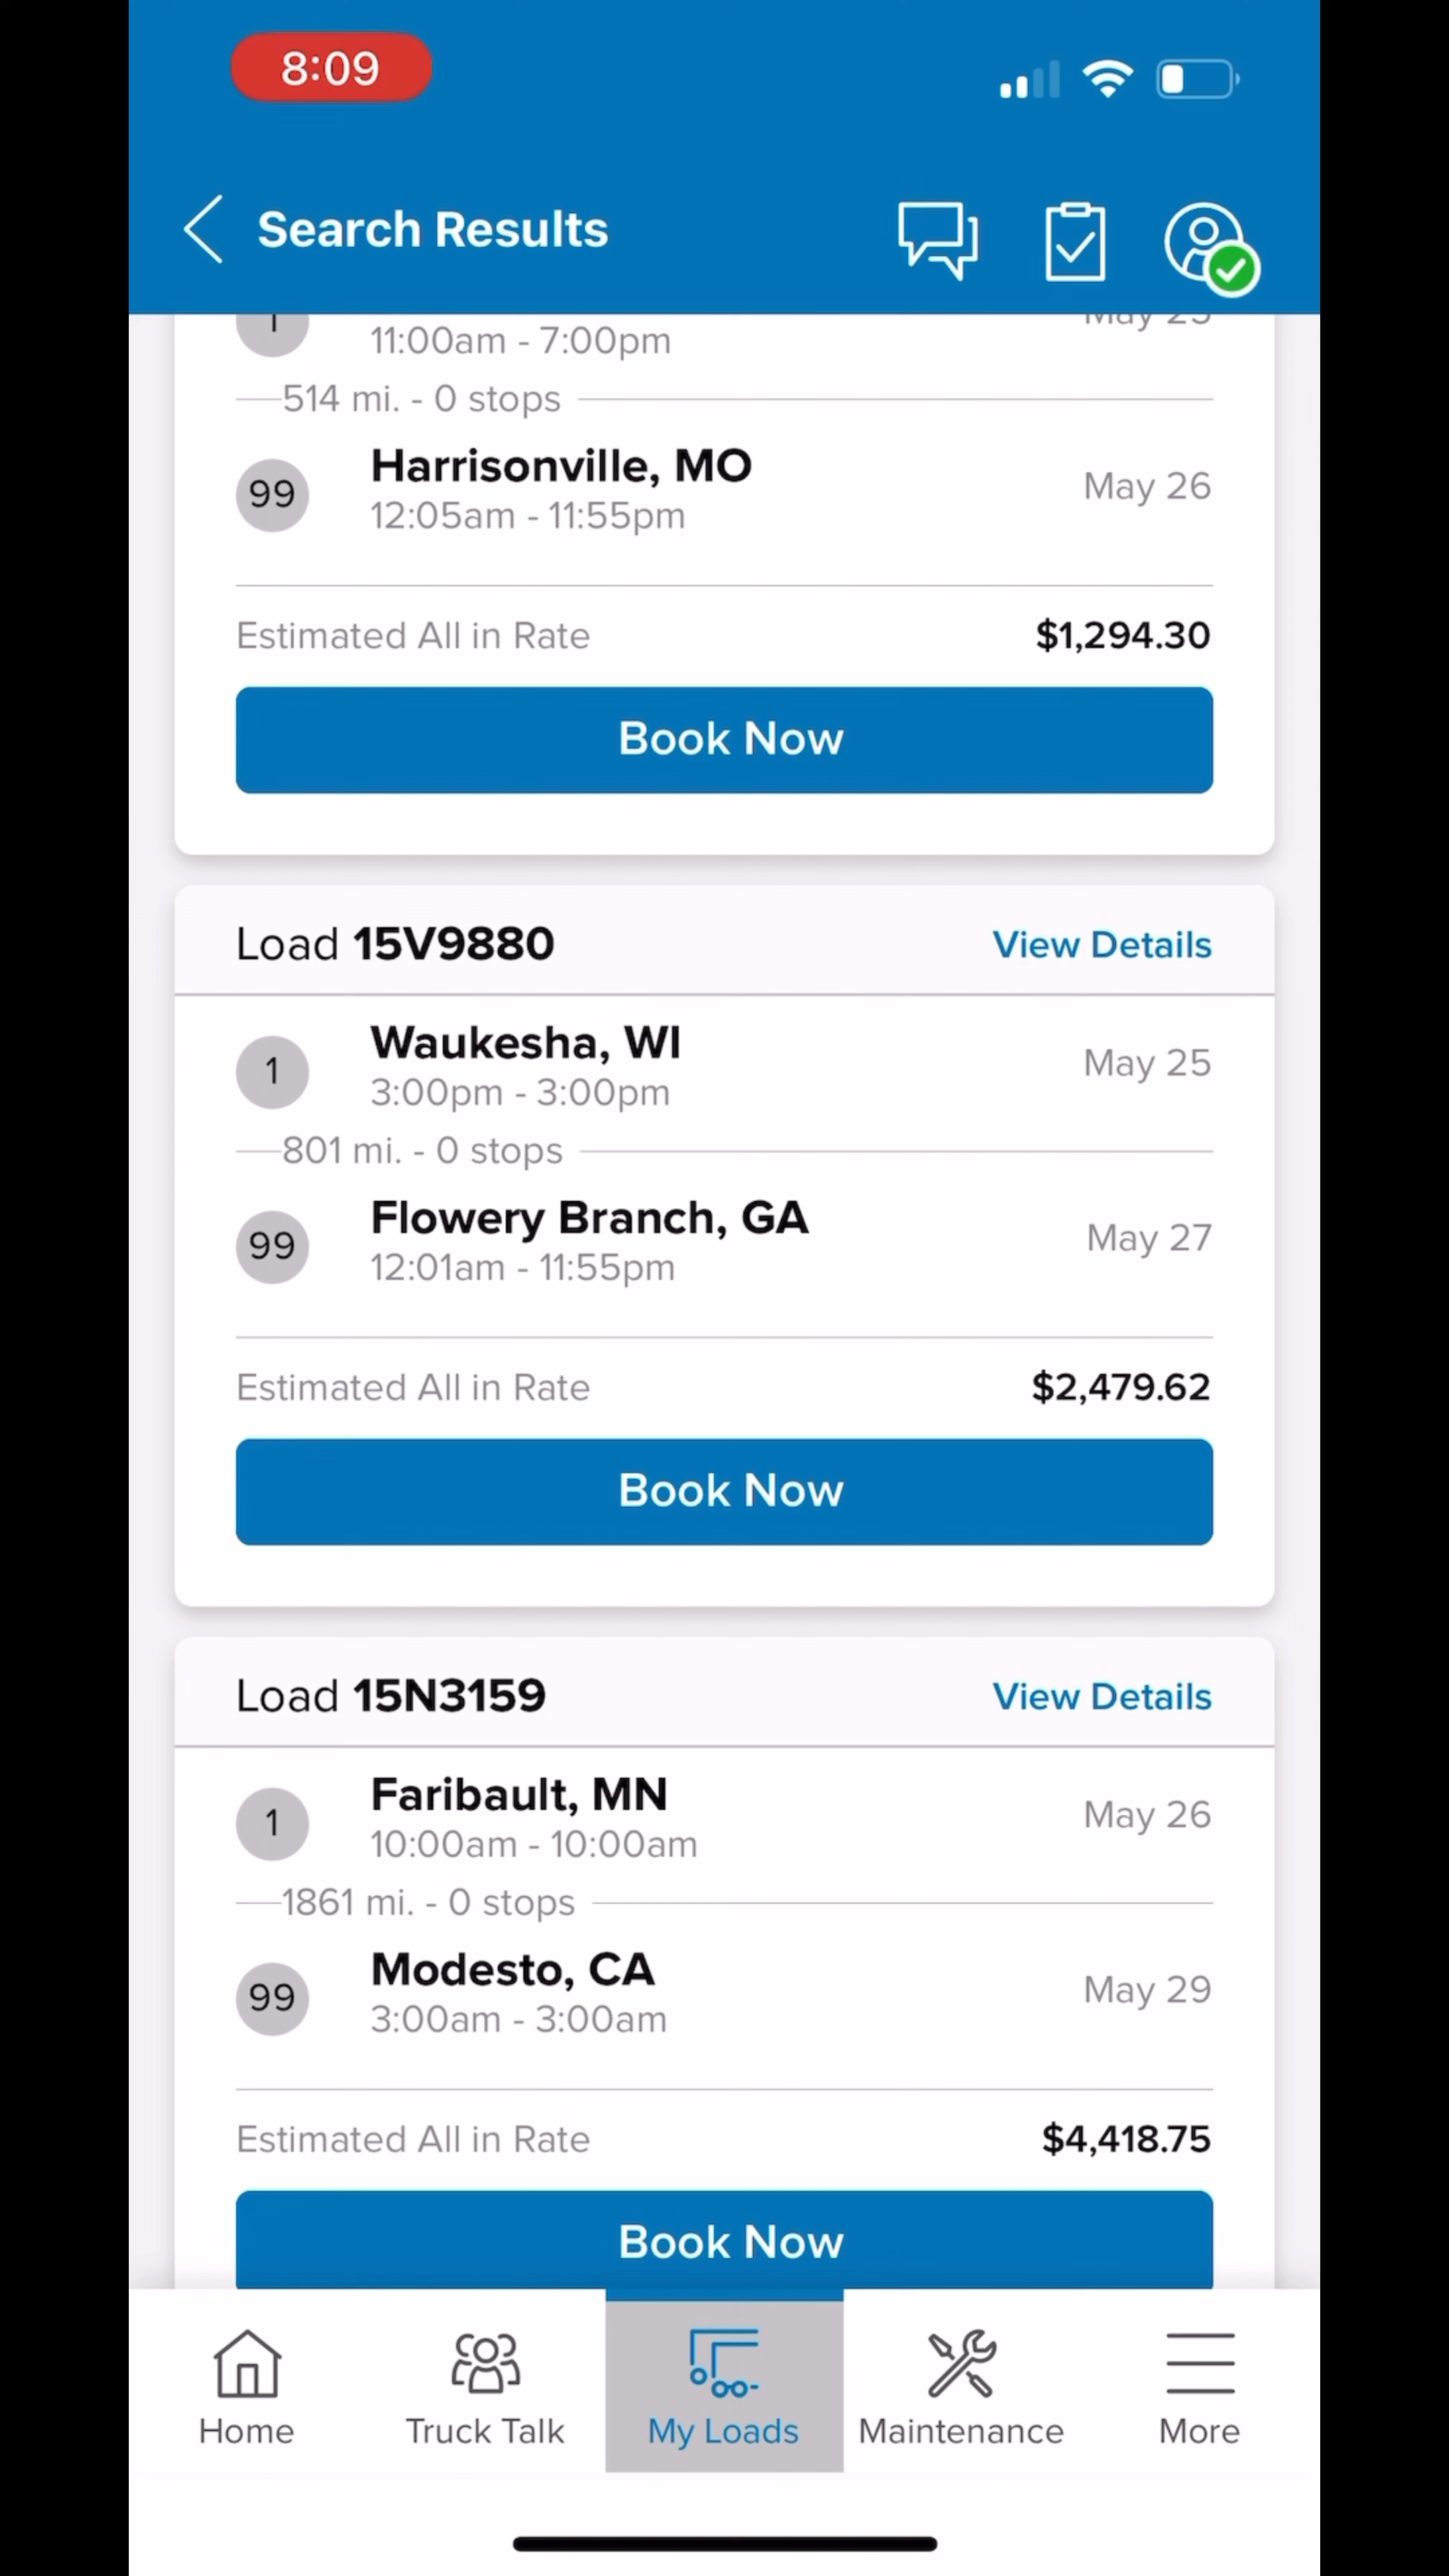 8:09
Search Results
1
May 25
11:00am - 7:00pm
514 mi. - 0 stops
99
Harrisonville, MO
May 26
12:05am - 11:55pm
Estimated All in Rate
$1,294.30
Book Now
Load 15V9880
View Details
1
Waukesha, WI
May 25
3:00pm - 3:00pm
801 mi. - 0 stops
99
Flowery Branch, GA
May 27
12:01am - 11:55pm
Estimated All in Rate
$2,479.62
Book Now
Load 15N3159
View Details
1
Faribault, MN
May 26
10:00am - 10:00am
1861 mi. - 0 stops
99
Modesto, CA
May 29
3:00am - 3:00am
Estimated All in Rate
$4,418.75
Book Now
Home
Truck Talk
My Loads
Maintenance
More